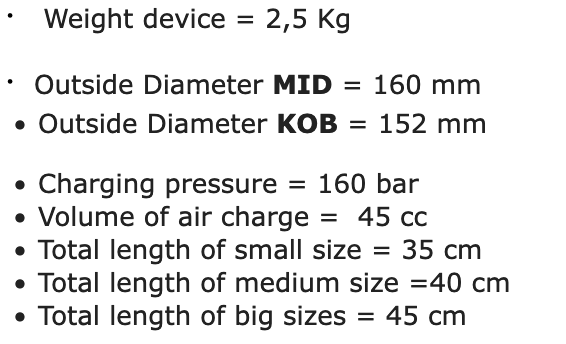 · Weight device = 2,5 Kg
· Outside Diameter MID = 160 mm
• Outside Diameter KOB = 152 mm
• Charging pressure = 160 bar
• Volume of air charge = 45 cc
• Total length of small size = 35 cm
• Total length of medium size =40 cm
• Total length of big sizes = 45 cm